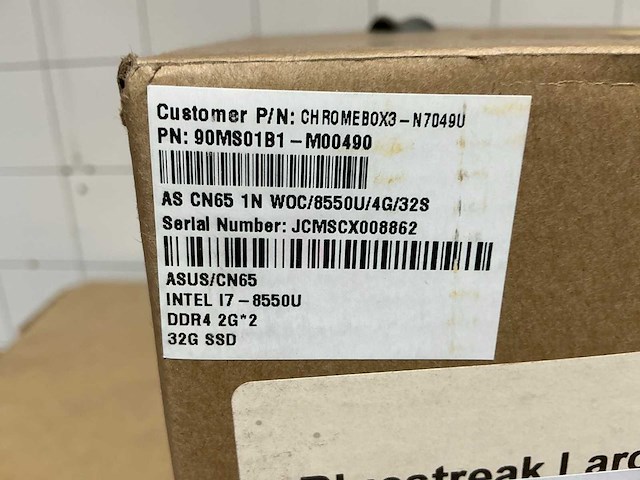 Customer P/N: CHROMEBOX3-N7049U
PN: 90MS01B1-M00490
AS CN65 1N WOC/8550U/4G/32S
Serial Number: JCMSCX008862
ASUS/CN65
INTEL I7-8550U
DDR4 2G*2
32G SSD